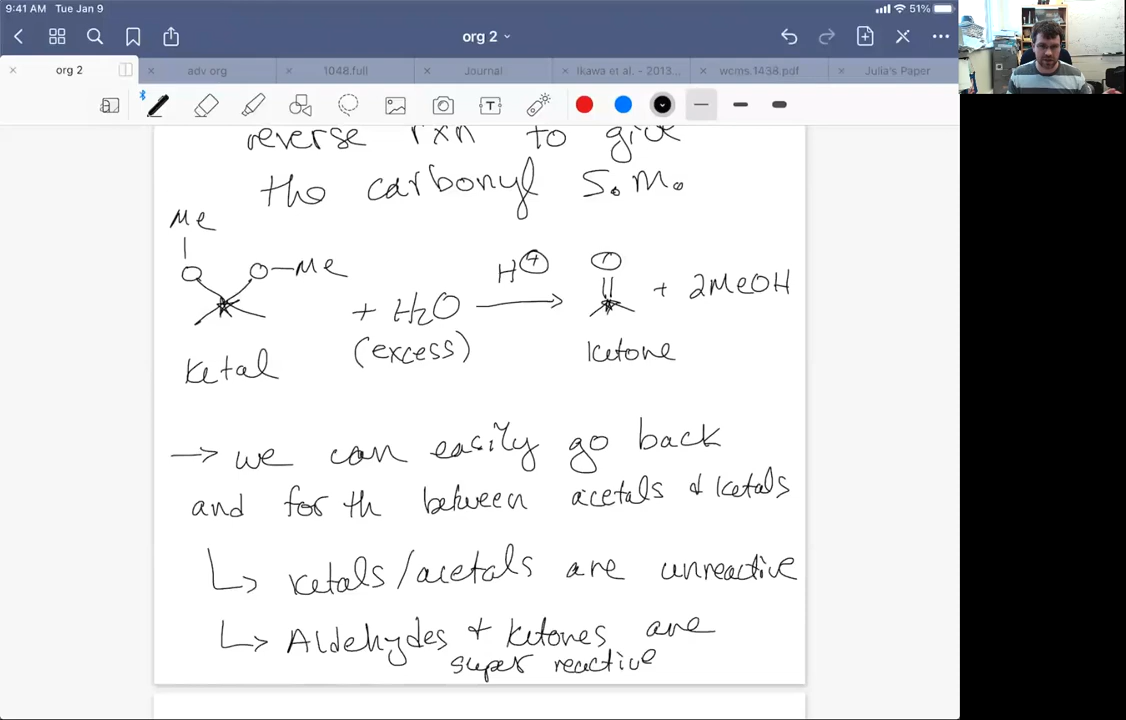 9:41 AM Tue Jan 9
51%
org 2
org 2
adv org
1048.full
Journal
Ikawa et al. - 2013...
wcms.1438.pdf
Julia's Paper
reverse rxn to give
the carbonyl S.M.
Me
O O-Me
H⊕
O
+ H2O
+ 2MeOH
(excess)
Ketal
Ketone
→ we can easily go back
and forth between acetals & ketals
↳ Ketals/acetals are unreactive
↳ Aldehydes + Ketones are
super reactive